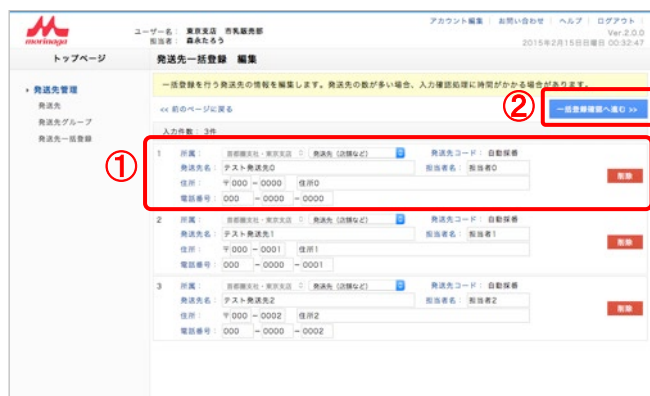 morinaga
ユーザー名： 東京支店 市乳販売部
担当者： 森永たろう
アカウント編集 | お問い合わせ | ヘルプ | ログアウト
Ver.2.0.0
2015年2月15日日曜日 00:32:47
トップページ
発送先一括登録 編集
発送先管理
発送先
発送先グループ
発送先一括登録
一括登録を行う発送先の情報を編集します。発送先の数が多い場合、入力確認処理に時間がかかる場合があります。
<< 前のページに戻る
②
一括登録確認へ進む >>
入力件数： 3件
①
1 所属： 首都圏支社・東京支店 発送先（店舗など） 発送先コード： 自動採番
発送先名： テスト発送先0 担当者名： 担当者0
住所： 〒000 - 0000 住所0
電話番号： 000 - 0000 - 0000
削除
2 所属： 首都圏支社・東京支店 発送先（店舗など） 発送先コード： 自動採番
発送先名： テスト発送先1 担当者名： 担当者1
住所： 〒000 - 0001 住所1
電話番号： 000 - 0000 - 0001
削除
3 所属： 首都圏支社・東京支店 発送先（店舗など） 発送先コード： 自動採番
発送先名： テスト発送先2 担当者名： 担当者2
住所： 〒000 - 0002 住所2
電話番号： 000 - 0000 - 0002
削除